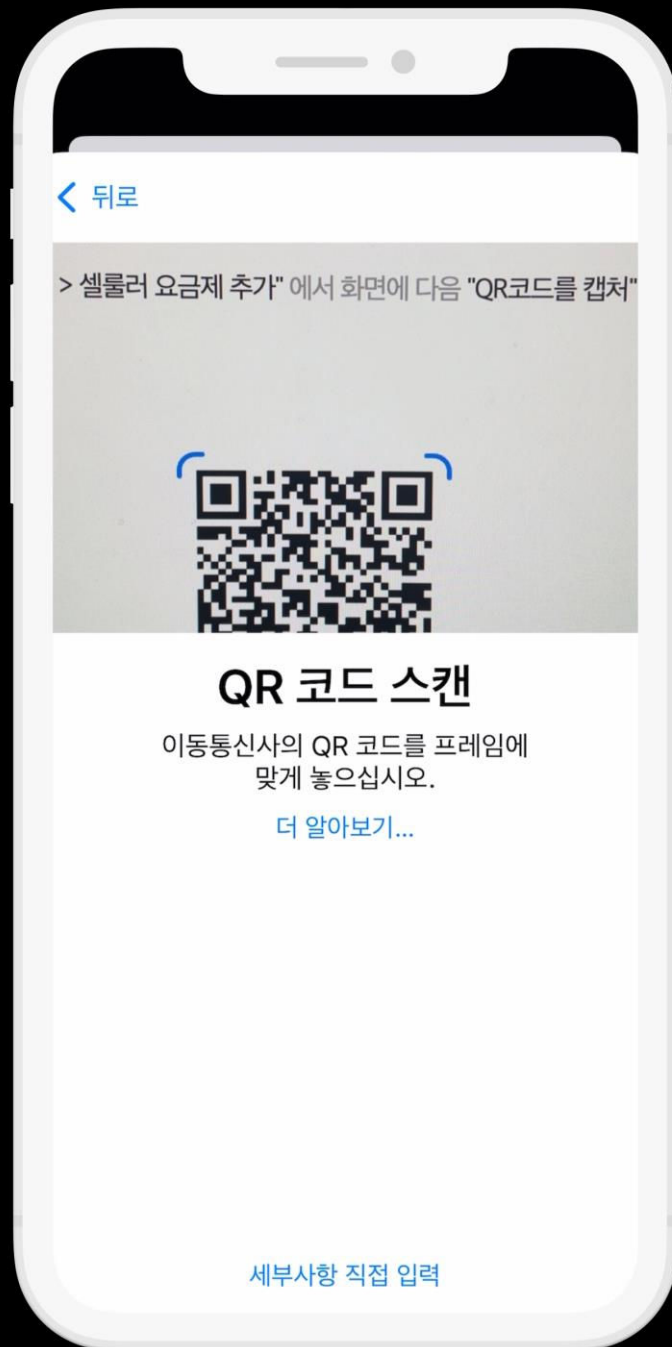 뒤로
> 셀룰러 요금제 추가" 에서 화면에 다음 "QR코드를 캡처"
QR 코드 스캔
이동통신사의 QR 코드를 프레임에
맞게 놓으십시오.
더 알아보기...
세부사항 직접 입력